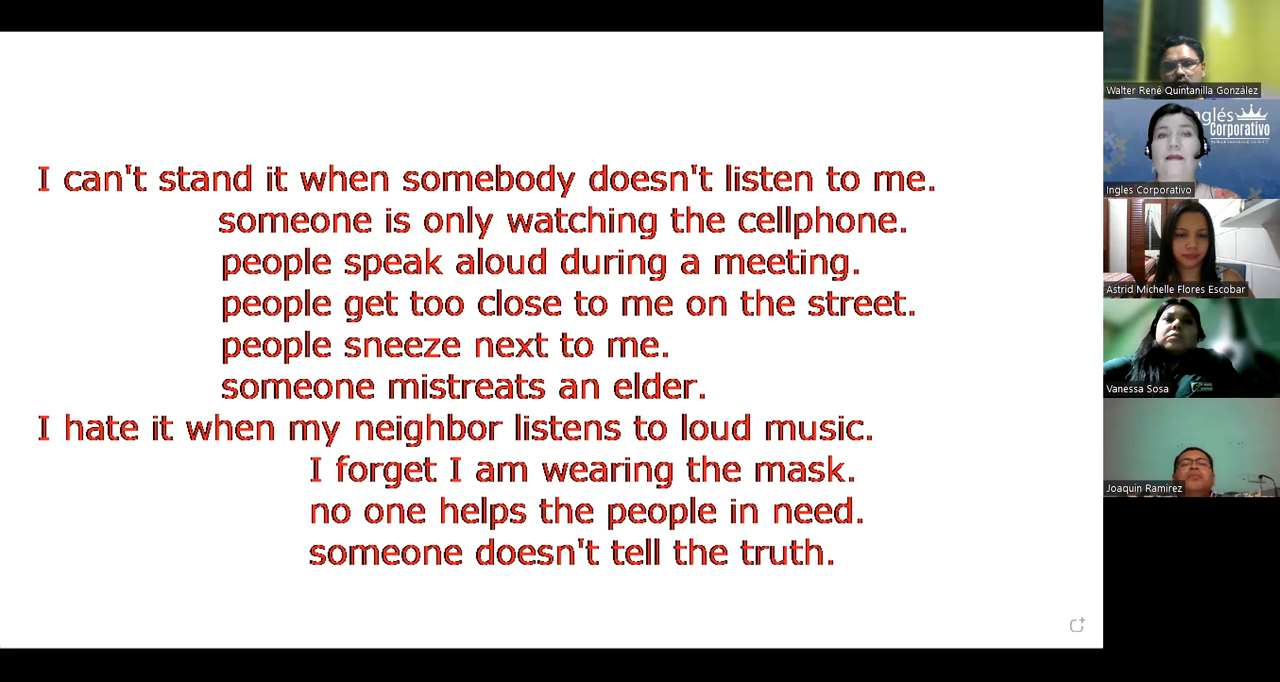 I can't stand it when somebody doesn't listen to me.
someone is only watching the cellphone.
people speak aloud during a meeting.
people get too close to me on the street.
people sneeze next to me.
someone mistreats an elder.
I hate it when my neighbor listens to loud music.
I forget I am wearing the mask.
no one helps the people in need.
someone doesn't tell the truth.
Walter René Quintanilla González
Inglés
Corporativo
Ingles Corporativo
Astrid Michelle Flores Escobar
Vanessa Sosa
Joaquin Ramirez